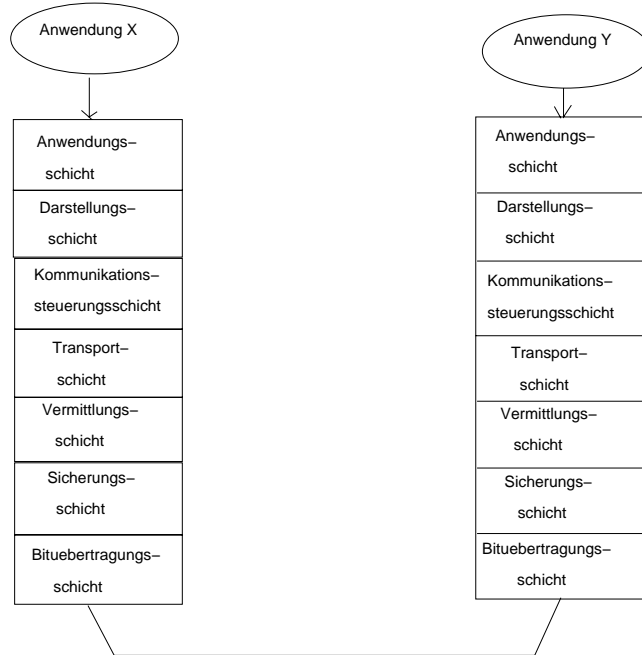 Anwendung X
Anwendungs–
schicht
Darstellungs–
schicht
Kommunikations–
steuerungsschicht
Transport–
schicht
Vermittlungs–
schicht
Sicherungs–
schicht
Bituebertragungs–
schicht
Anwendung Y
Anwendungs–
schicht
Darstellungs–
schicht
Kommunikations–
steuerungsschicht
Transport–
schicht
Vermittlungs–
schicht
Sicherungs–
schicht
Bituebertragungs–
schicht